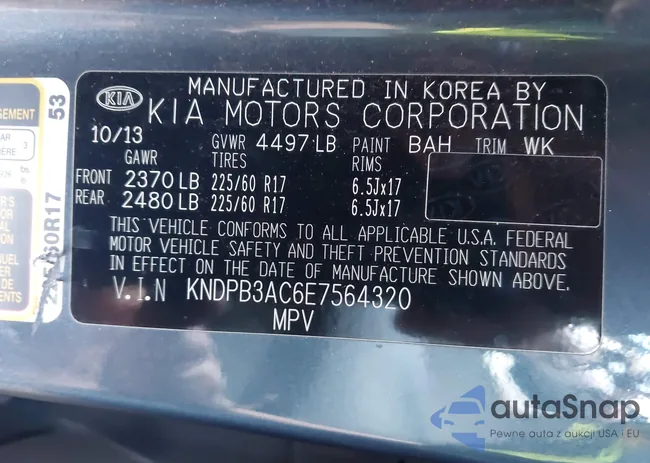 MANUFACTURED IN KOREA BY
KIA KIA MOTORS CORPORATION
10/13 GVWR 4497 LB PAINT BAH TRIM WK
GAWR TIRES RIMS
FRONT 2370 LB 225/60 R17 6.5Jx17
REAR 2480 LB 225/60 R17 6.5Jx17
THIS VEHICLE CONFORMS TO ALL APPLICABLE U.S.A. FEDERAL
MOTOR VEHICLE SAFETY AND THEFT PREVENTION STANDARDS
IN EFFECT ON THE DATE OF MANUFACTURE SHOWN ABOVE.
V.I.N KNDPB3AC6E7564320
MPV
53
225/60R17
autaSnap
Pewne auta z aukcji USA i EU